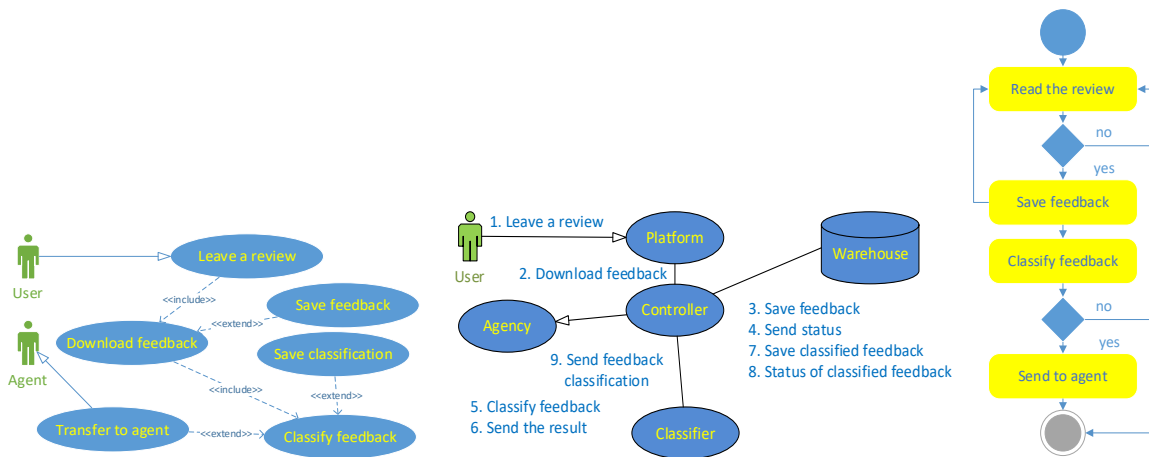 Leave a review
User
<<include>>
Save feedback
<<extend>>
Download feedback
Save classification
Agent
<<include>>
<<extend>>
Transfer to agent
<<extend>>
Classify feedback
1. Leave a review
User
Platform
Warehouse
2. Download feedback
Controller
Agency
3. Save feedback
4. Send status
7. Save classified feedback
8. Status of classified feedback
9. Send feedback
classification
5. Classify feedback
6. Send the result
Classifier
Read the review
no
yes
Save feedback
Classify feedback
no
yes
Send to agent